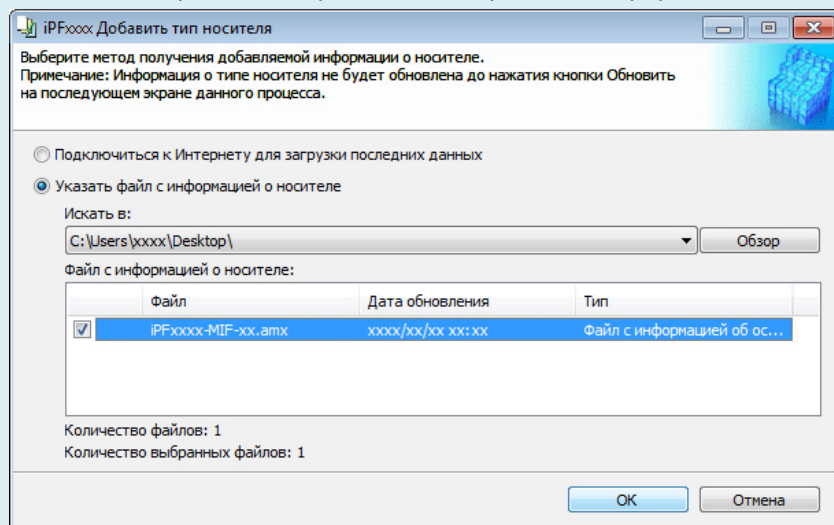 iPFxxxx Добавить тип носителя
Выберите метод получения добавляемой информации о носителе.
Примечание: Информация о типе носителя не будет обновлена до нажатия кнопки Обновить
на последующем экране данного процесса.
Подключиться к Интернету для загрузки последних данных
Указать файл с информацией о носителе
Искать в:
C:\Users\xxxx\Desktop\ Обзор
Файл с информацией о носителе:
Файл Дата обновления Тип
iPFxxxx-MIF-xx.amx xxxx/xx/xx xx:xx Файл с информацией об ос...
Количество файлов: 1
Количество выбранных файлов: 1
OK Отмена